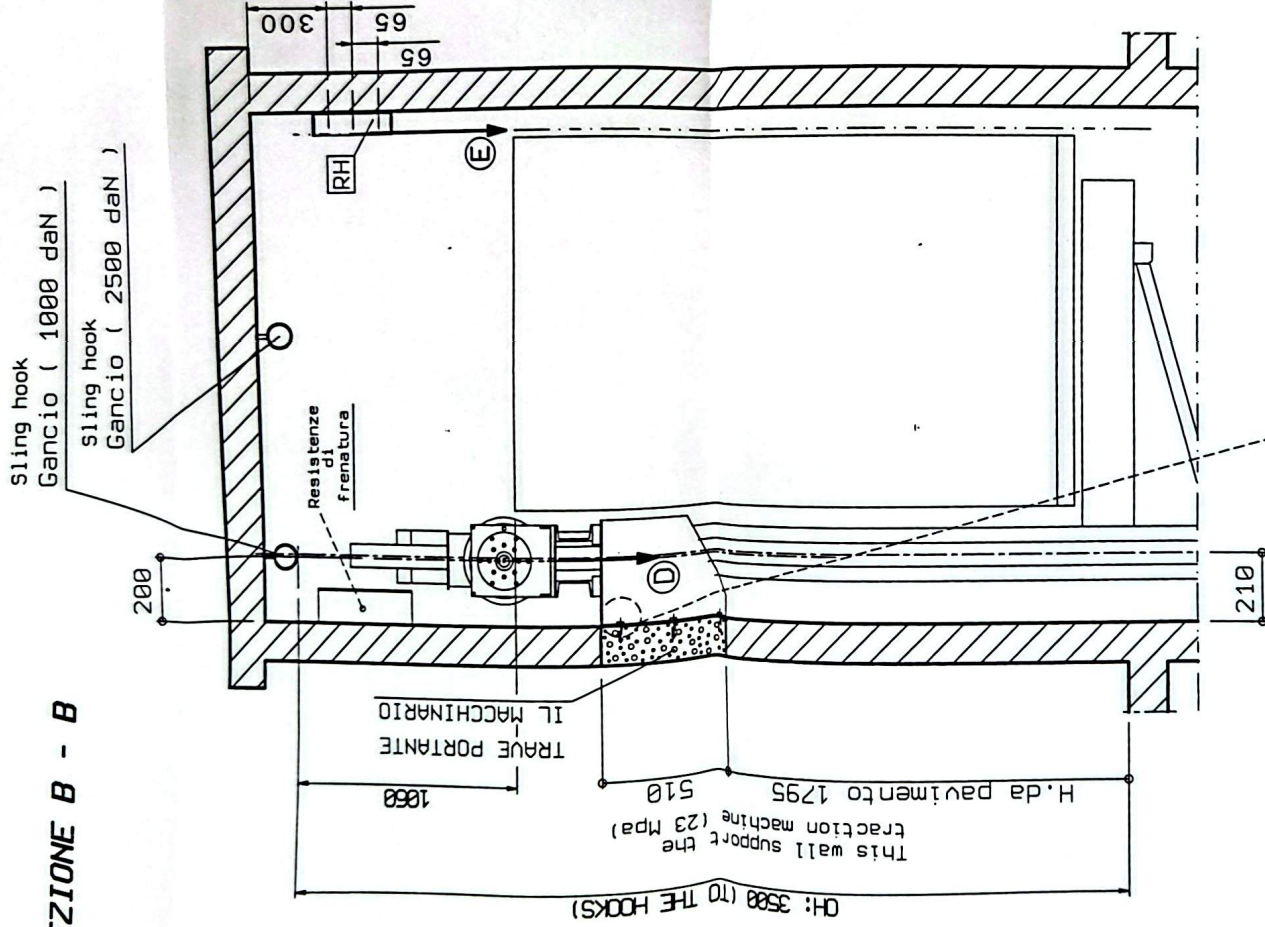 Sling hook
Gancio ( 1000 daN )
Sling hook
Gancio ( 2500 daN )
300
65
65
RH
E
200
Resistenze
di
frenatura
D
210
TRAVE PORTANTE
IL MACCHINARIO
1060
510
H.da pavimento 1795
This wall support the
traction machine (23 Mpa)
OH: 3500 (TO THE HOOKS)
EZIONE B - B